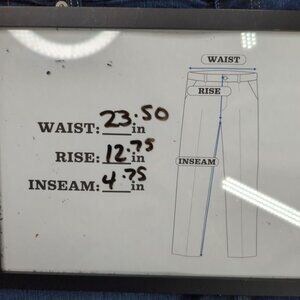 WAIST
RISE
WAIST: 23.50 in
RISE: 12.75 in
INSEAM
INSEAM: 4.75 in